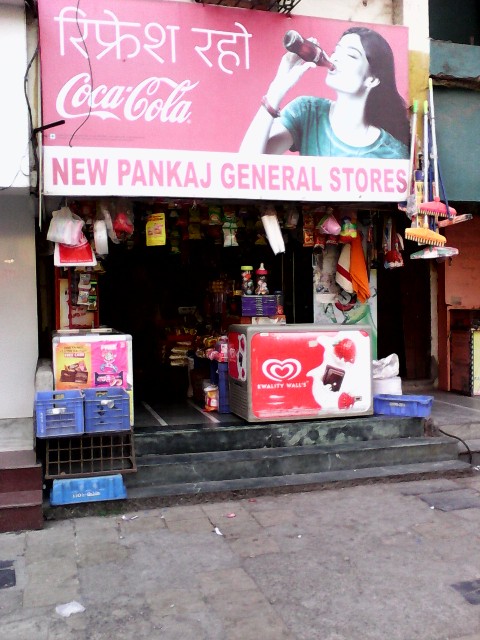 रिफ्रेश रहो
Coca-Cola
NEW PANKAJ GENERAL STORES
KWALITY WALL'S